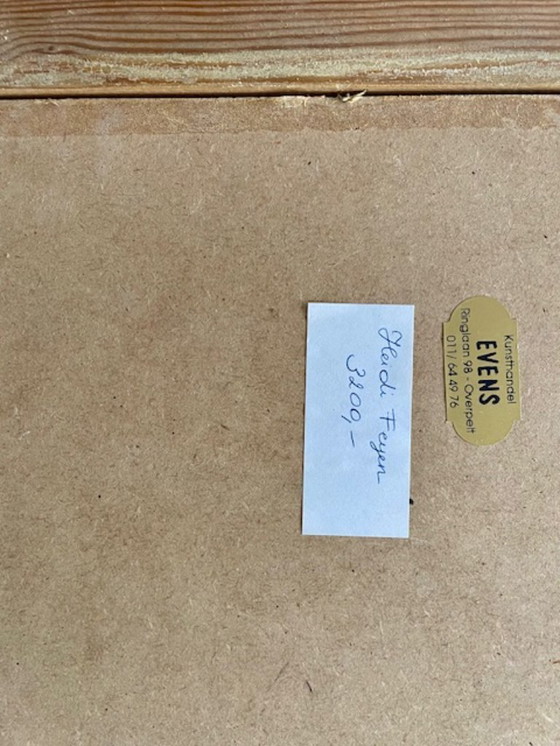 Heidi Feyen
3200,-
Kunsthandel
EVENS
Ringlaan 98 - Overpelt
011/ 64 49 76